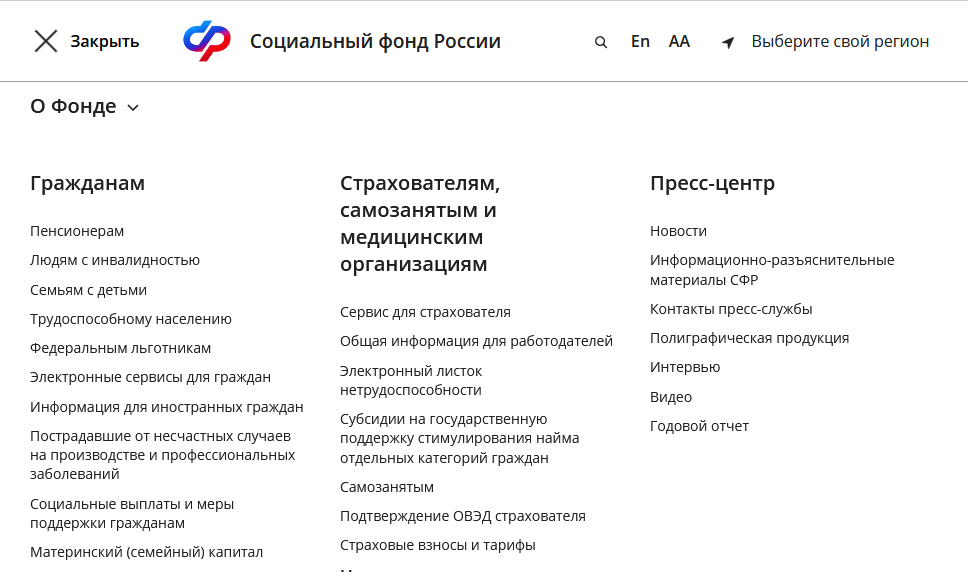 Закрыть
Социальный фонд России
En
AA
Выберите свой регион
О Фонде
Гражданам
Пенсионерам
Людям с инвалидностью
Семьям с детьми
Трудоспособному населению
Федеральным льготникам
Электронные сервисы для граждан
Информация для иностранных граждан
Пострадавшие от несчастных случаев
на производстве и профессиональных
заболеваний
Социальные выплаты и меры
поддержки гражданам
Материнский (семейный) капитал
Страхователям,
самозанятым и
медицинским
организациям
Сервис для страхователя
Общая информация для работодателей
Электронный листок
нетрудоспособности
Субсидии на государственную
поддержку стимулирования найма
отдельных категорий граждан
Самозанятым
Подтверждение ОВЭД страхователя
Страховые взносы и тарифы
Пресс-центр
Новости
Информационно-разъяснительные
материалы СФР
Контакты пресс-службы
Полиграфическая продукция
Интервью
Видео
Годовой отчет